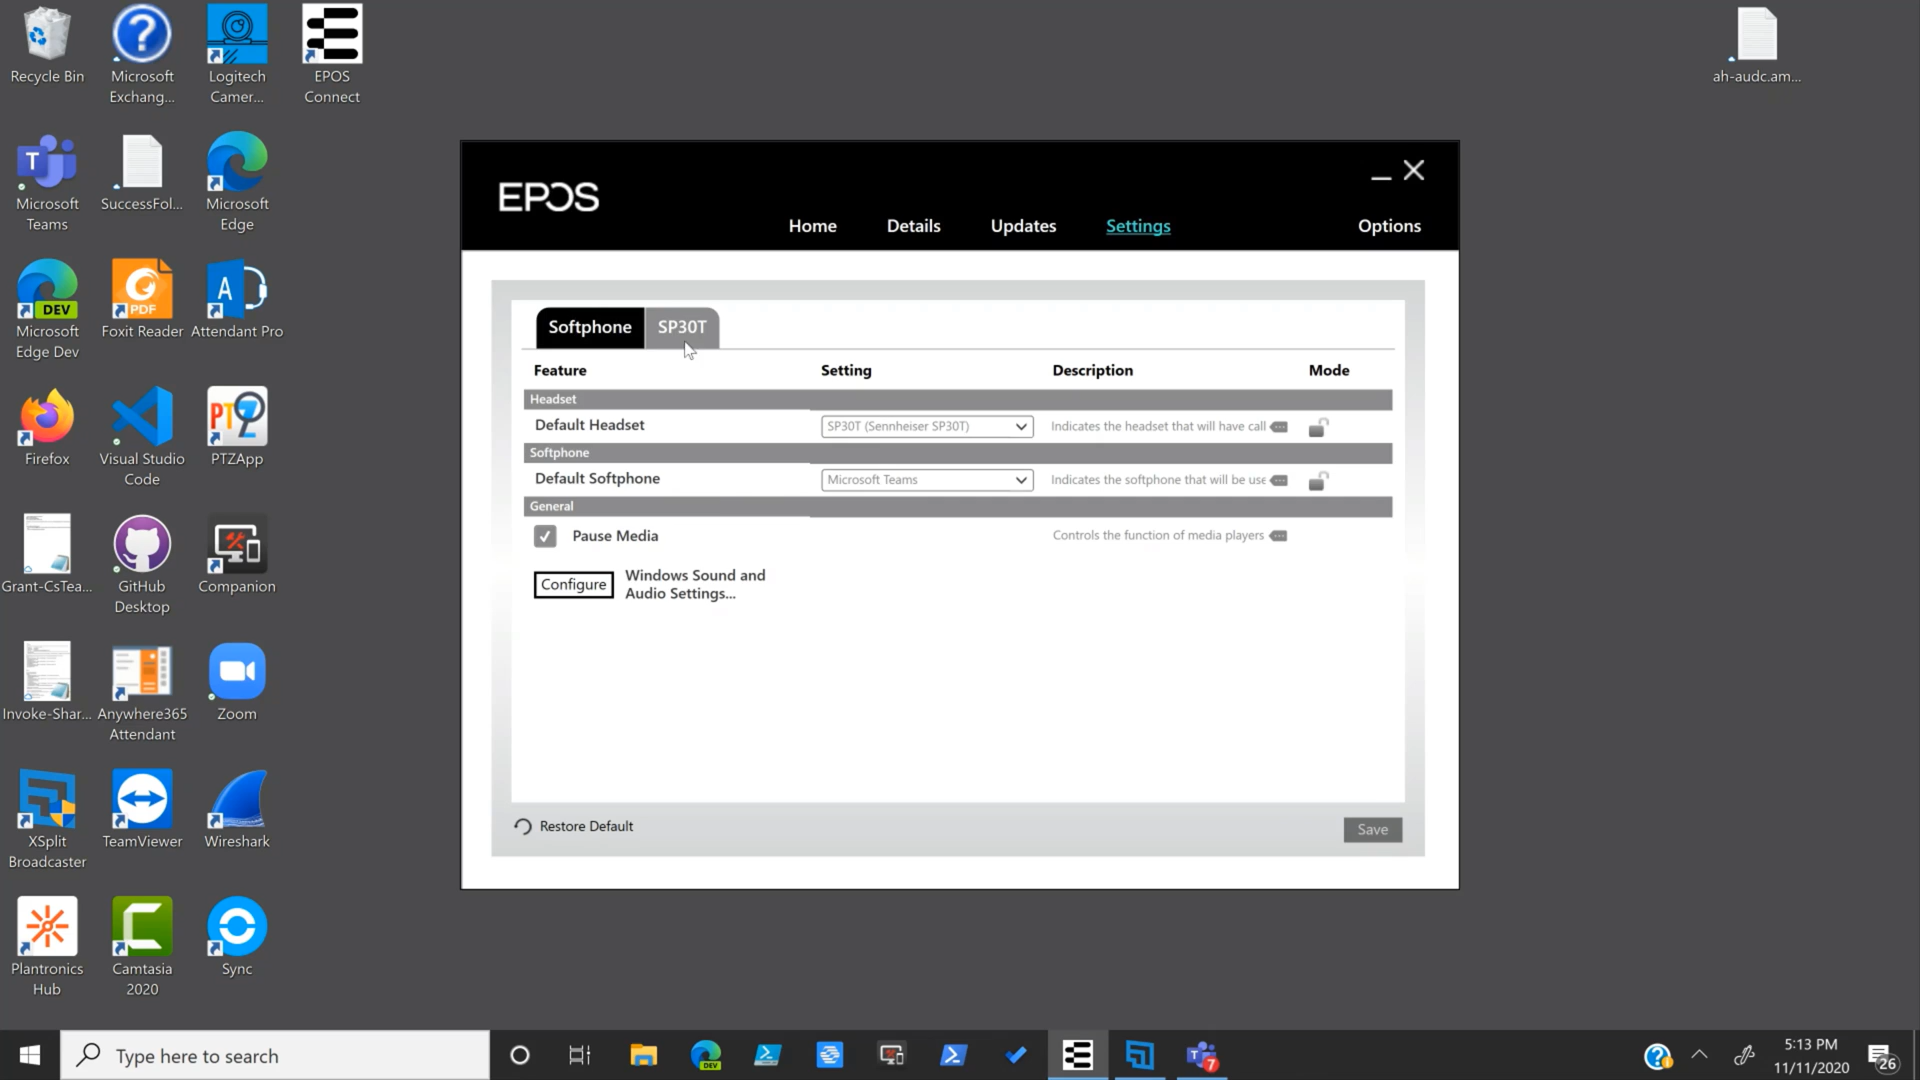 Recycle Bin
Microsoft
Exchang...
Logitech
Camer...
EPOS
Connect
ah-audc.am...
Microsoft
Teams
SuccessFol...
Microsoft
Edge
DEV
Microsoft
Edge Dev
PDF
Foxit Reader
A
Attendant Pro
Firefox
Visual Studio
Code
PTZ
PTZApp
Grant-CsTea...
GitHub
Desktop
Companion
Invoke-Shar...
Anywhere365
Attendant
Zoom
XSplit
Broadcaster
TeamViewer
Wireshark
Plantronics
Hub
Camtasia
2020
Sync
EPOS
Home
Details
Updates
Settings
Options
Softphone
SP30T
Feature
Setting
Description
Mode
Headset
Default Headset
SP30T (Sennheiser SP30T)
Indicates the headset that will have call
Softphone
Default Softphone
Microsoft Teams
Indicates the softphone that will be use
General
Pause Media
Controls the function of media players
Configure
Windows Sound and
Audio Settings...
Restore Default
Save
Type here to search
DEV
7
5:13 PM
11/11/2020
26